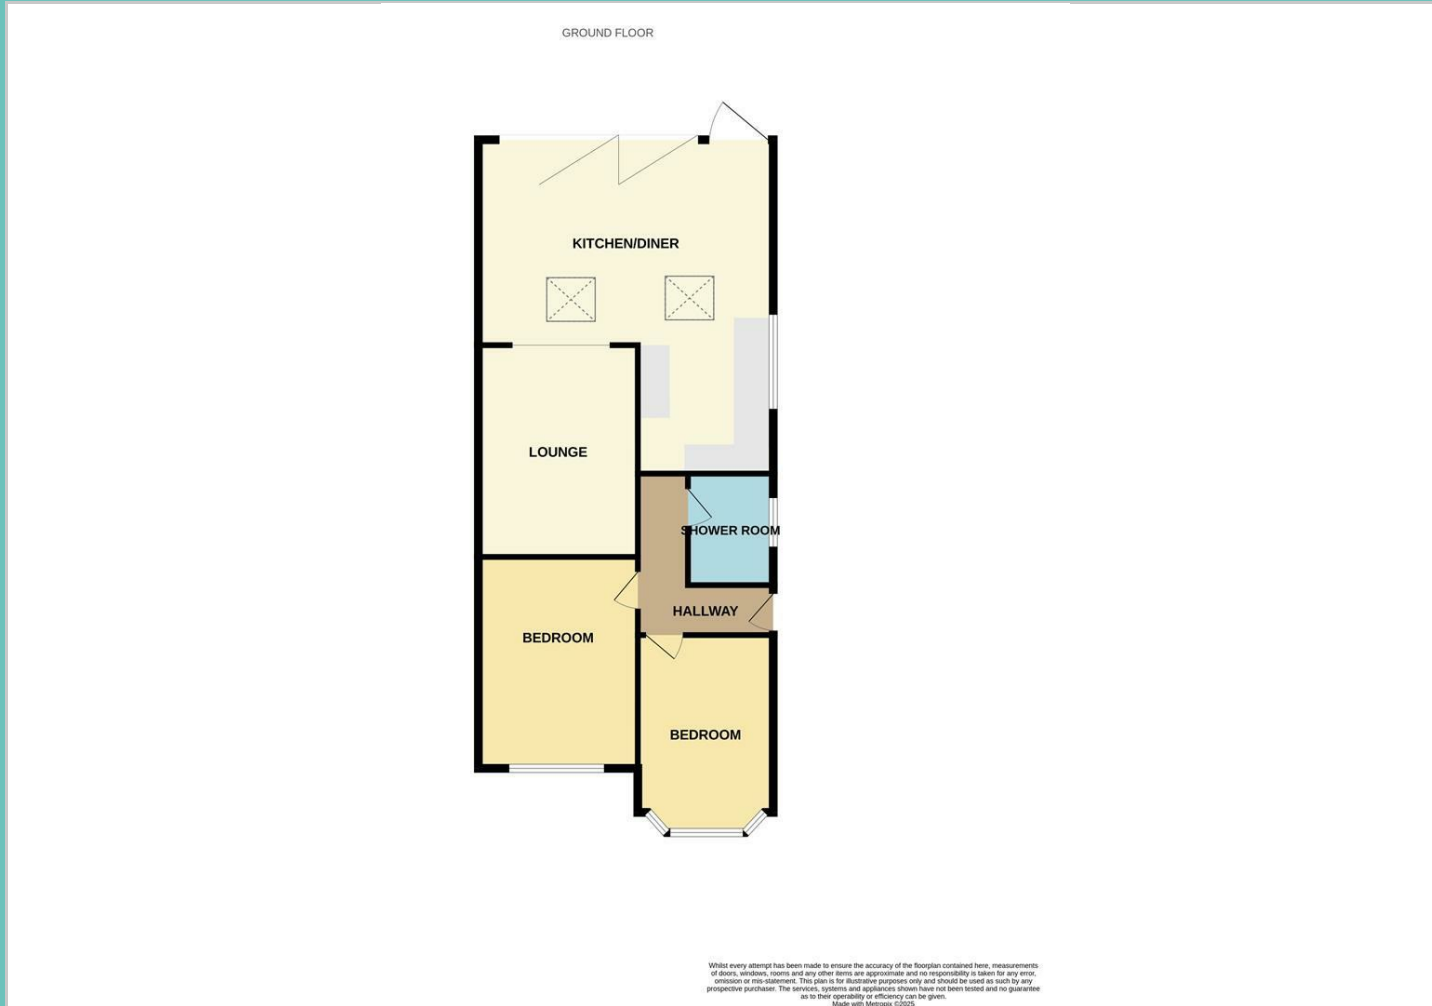 GROUND FLOOR
KITCHEN/DINER
LOUNGE
SHOWER ROOM
HALLWAY
BEDROOM
BEDROOM
Whilst every attempt has been made to ensure the accuracy of the floorplan contained here, measurements
of doors, windows, rooms and any other items are approximate and no responsibility is taken for any error,
omission or mis-statement. This plan is for illustrative purposes only and should be used as such by any
prospective purchaser. The services, systems and appliances shown have not been tested and no guarantee
as to their operability or efficiency can be given.
Made with Metropix ©2025